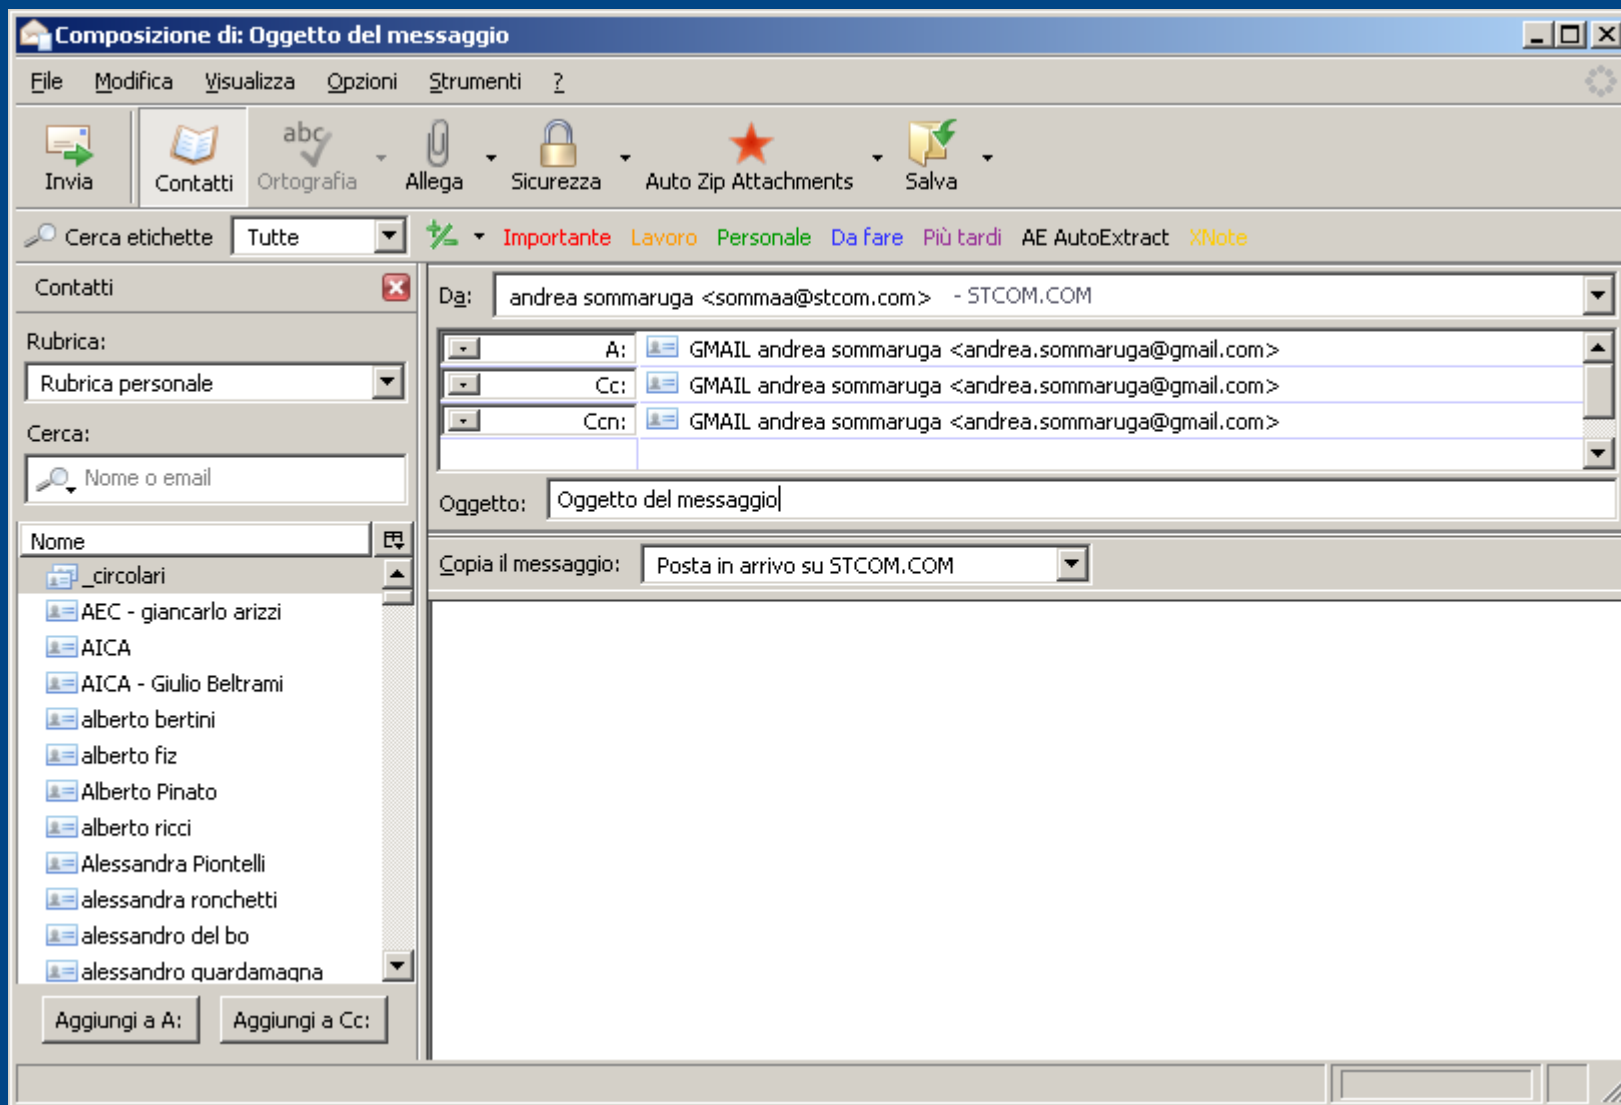 Composizione di: Oggetto del messaggio
File Modifica Visualizza Opzioni Strumenti ?
Invia Contatti abc Ortografia Allega Sicurezza Auto Zip Attachments Salva
Cerca etichette Tutte Importante Lavoro Personale Da fare Più tardi AE AutoExtract XNote
Contatti
Rubrica:
Rubrica personale
Cerca:
Nome o email
Nome
_circolari
AEC - giancarlo arizzi
AICA
AICA - Giulio Beltrami
alberto bertini
alberto fiz
Alberto Pinato
alberto ricci
Alessandra Piontelli
alessandra ronchetti
alessandro del bo
alessandro guardamagna
Aggiungi a A: Aggiungi a Cc:
Da: andrea sommaruga <sommaa@stcom.com> - STCOM.COM
A: GMAIL andrea sommaruga <andrea.sommaruga@gmail.com>
Cc: GMAIL andrea sommaruga <andrea.sommaruga@gmail.com>
Ccn: GMAIL andrea sommaruga <andrea.sommaruga@gmail.com>
Oggetto: Oggetto del messaggio
Copia il messaggio: Posta in arrivo su STCOM.COM